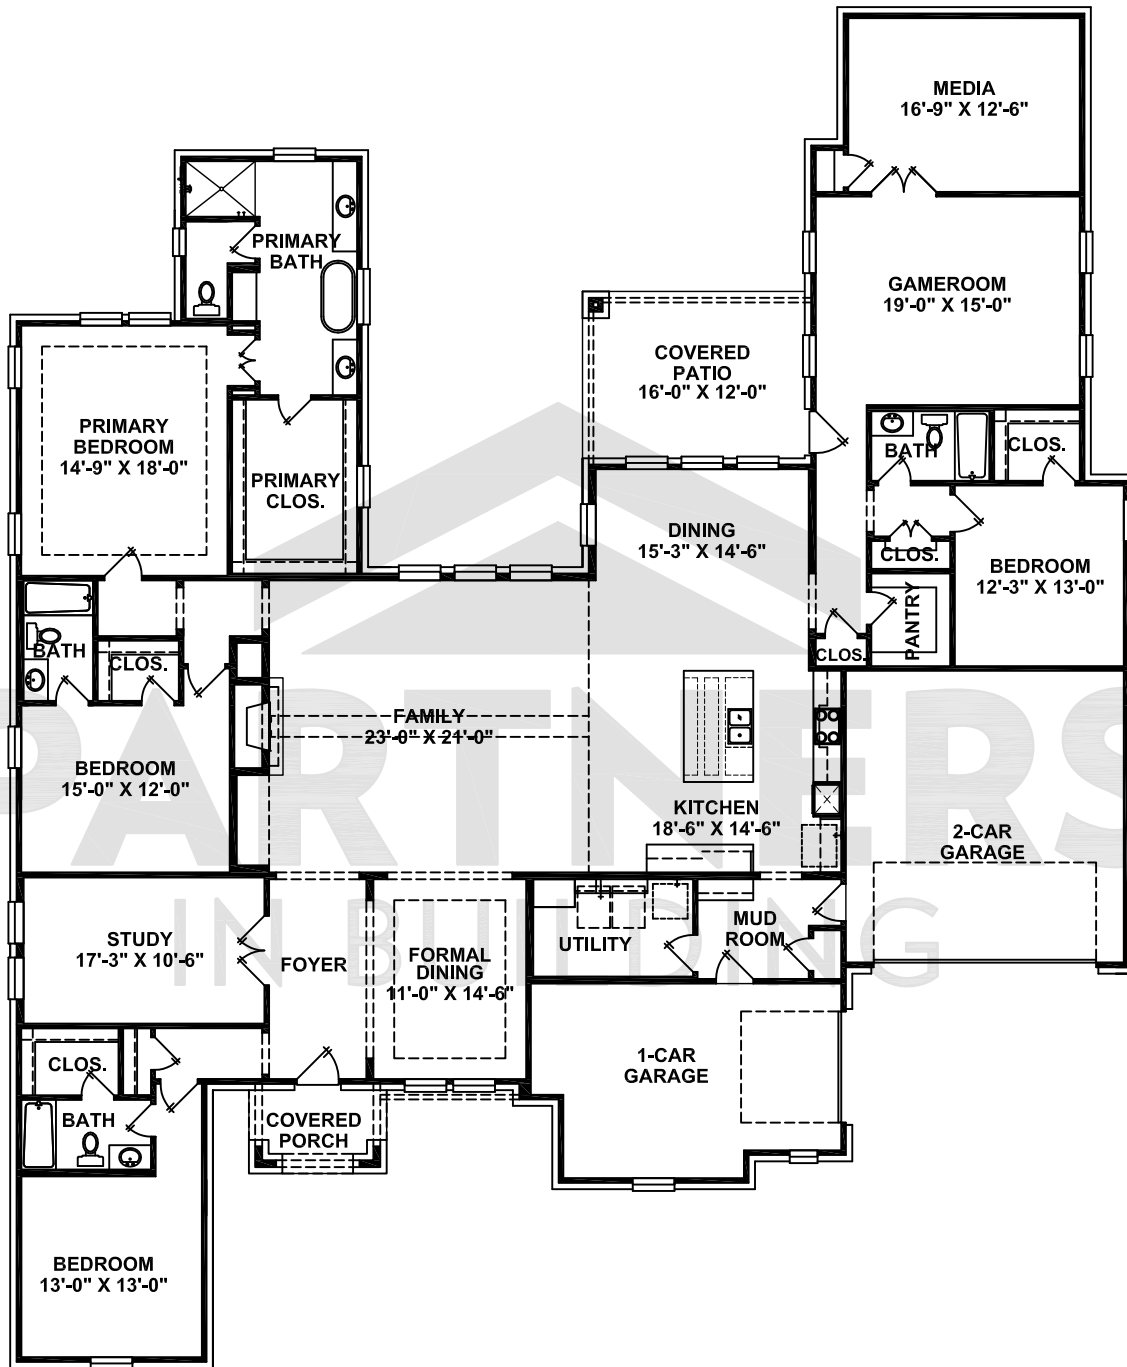 MEDIA
16'-9" X 12'-6"
PRIMARY
BATH
GAMEROOM
19'-0" X 15'-0"
COVERED
PATIO
16'-0" X 12'-0"
PRIMARY
BEDROOM
14'-9" X 18'-0"
PRIMARY
CLOS.
BATH
CLOS.
DINING
15'-3" X 14'-6"
CLOS.
BEDROOM
12'-3" X 13'-0"
PANTRY
BATH
CLOS.
CLOS.
FAMILY
23'-0" X 21'-0"
BEDROOM
15'-0" X 12'-0"
KITCHEN
18'-6" X 14'-6"
2-CAR
GARAGE
PARTNERS
IN BUILDING
STUDY
17'-3" X 10'-6"
FOYER
FORMAL
DINING
11'-0" X 14'-6"
UTILITY
MUD
ROOM
CLOS.
1-CAR
GARAGE
BATH
COVERED
PORCH
BEDROOM
13'-0" X 13'-0"